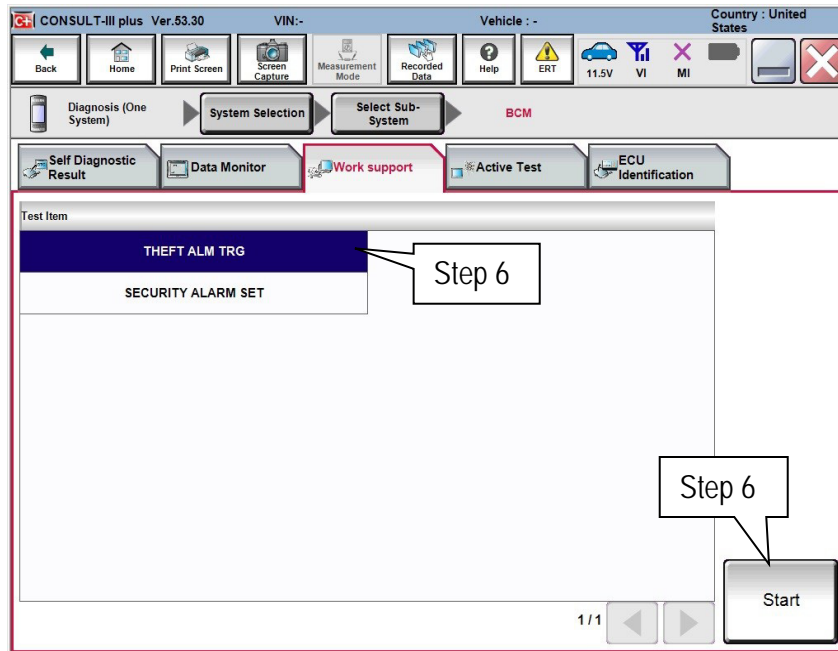 CONSULT-III plus Ver.53.30 VIN:- Vehicle : - Country : United
States
Back Home Print Screen Screen
Capture Measurement
Mode Recorded
Data Help ERT 11.5V VI MI
Diagnosis (One
System) System Selection Select Sub-
System BCM
Self Diagnostic
Result Data Monitor Work support Active Test ECU
Identification
Test Item
THEFT ALM TRG
Step 6
SECURITY ALARM SET
Step 6
Start
1/1